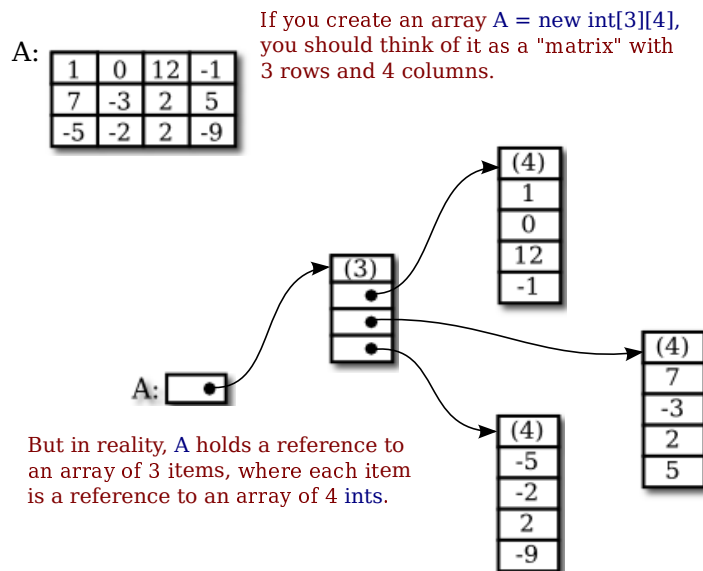 If you create an array A = new int[3][4],
you should think of it as a "matrix" with
3 rows and 4 columns.
A:
1 0 12 -1
7 -3 2 5
-5 -2 2 -9
(4)
1
0
12
-1
(3)
A:
(4)
7
-3
2
5
(4)
-5
-2
2
-9
But in reality, A holds a reference to
an array of 3 items, where each item
is a reference to an array of 4 ints.